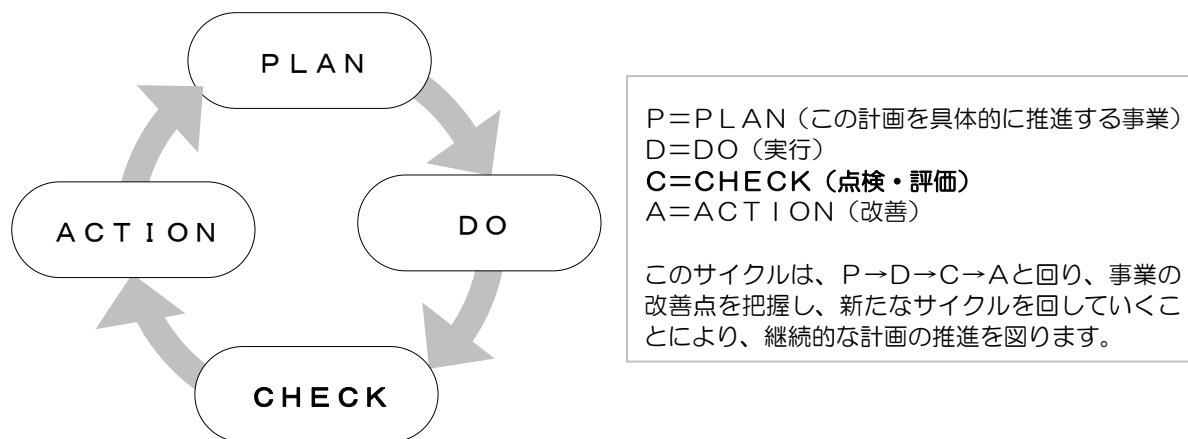 ＰＬＡＮ
ＤＯ
ＣＨＥＣＫ
ＡＣＴＩＯＮ
Ｐ＝ＰＬＡＮ（この計画を具体的に推進する事業）
Ｄ＝ＤＯ（実行）
Ｃ＝ＣＨＥＣＫ（点検・評価）
Ａ＝ＡＣＴＩＯＮ（改善）
このサイクルは、Ｐ→Ｄ→Ｃ→Ａと回り、事業の
改善点を把握し、新たなサイクルを回していくこ
とにより、継続的な計画の推進を図ります。